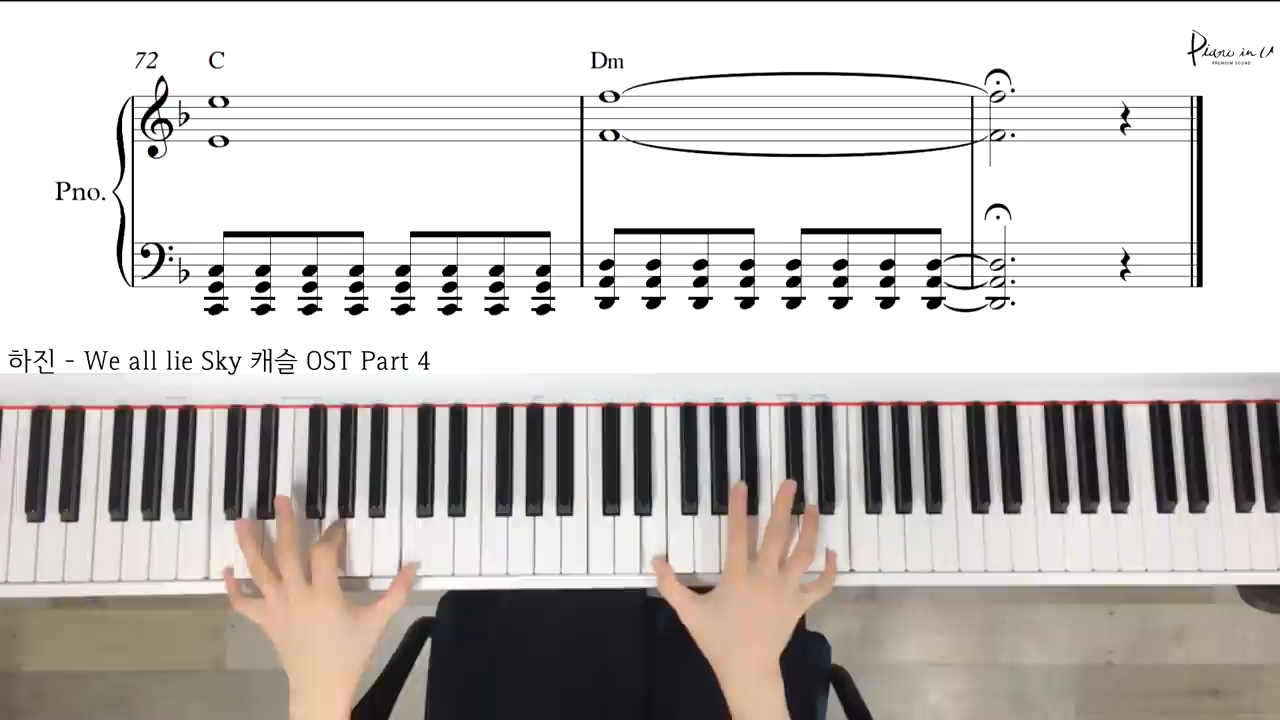 72 C Dm
Piano in U
PREMIUM SOUND
Pno.
하진 - We all lie Sky 캐슬 OST Part 4